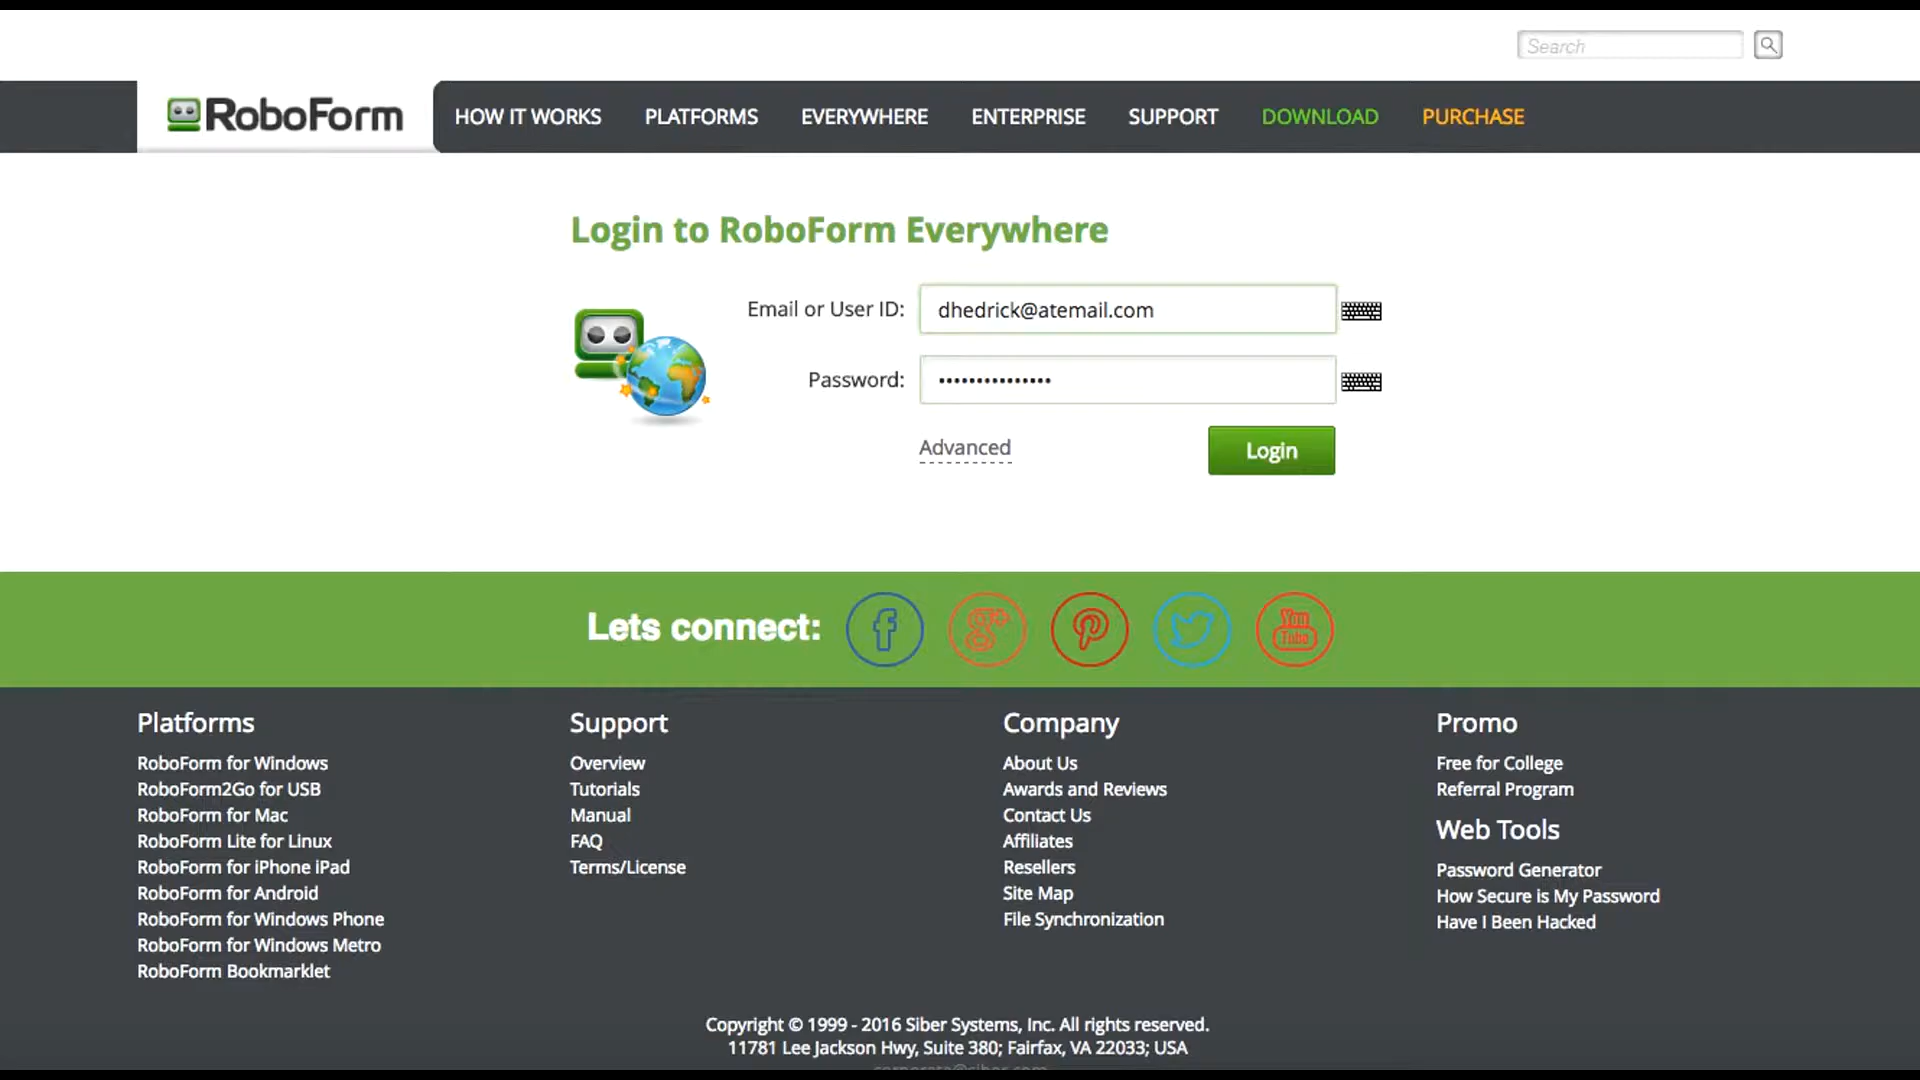 Search
RoboForm
HOW IT WORKS PLATFORMS EVERYWHERE ENTERPRISE SUPPORT DOWNLOAD PURCHASE
Login to RoboForm Everywhere
Email or User ID: dhedrick@atemail.com
Password: •••••••••••••••
Advanced
Login
Lets connect:
You
Tube
Platforms
RoboForm for Windows
RoboForm2Go for USB
RoboForm for Mac
RoboForm Lite for Linux
RoboForm for iPhone iPad
RoboForm for Android
RoboForm for Windows Phone
RoboForm for Windows Metro
RoboForm Bookmarklet
Support
Overview
Tutorials
Manual
FAQ
Terms/License
Company
About Us
Awards and Reviews
Contact Us
Affiliates
Resellers
Site Map
File Synchronization
Promo
Free for College
Referral Program
Web Tools
Password Generator
How Secure is My Password
Have I Been Hacked
Copyright © 1999 - 2016 Siber Systems, Inc. All rights reserved.
11781 Lee Jackson Hwy, Suite 380; Fairfax, VA 22033; USA